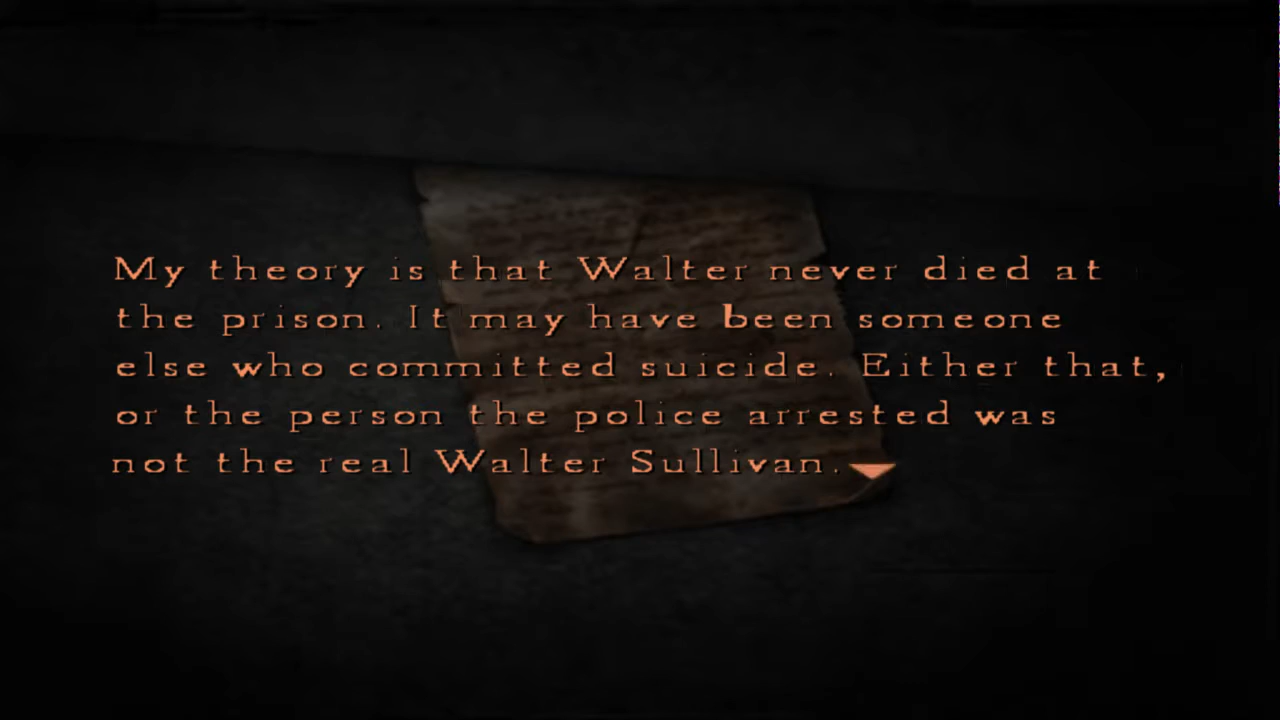 My theory is that Walter never died at
the prison. It may have been someone
else who committed suicide. Either that,
or the person the police arrested was
not the real Walter Sullivan.